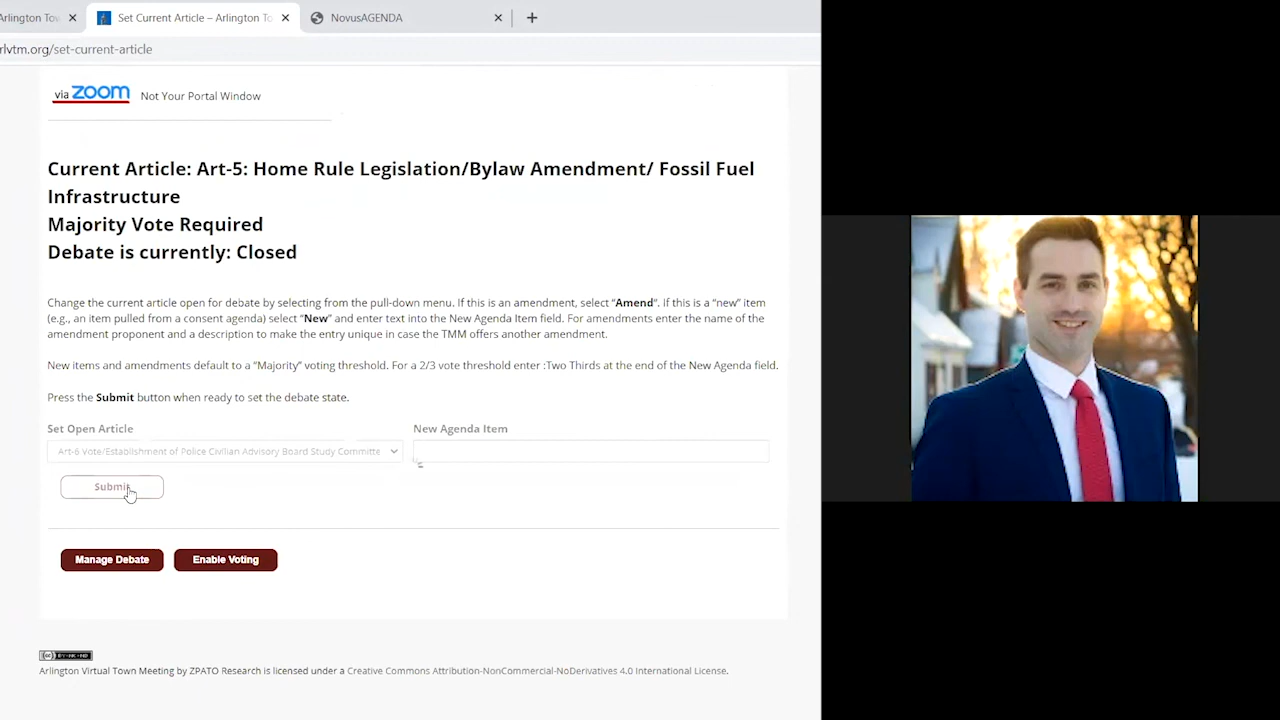 Arlington Tow
Set Current Article – Arlington To
NovusAGENDA
rlvtm.org/set-current-article
via zoom Not Your Portal Window
Current Article: Art-5: Home Rule Legislation/Bylaw Amendment/ Fossil Fuel
Infrastructure
Majority Vote Required
Debate is currently: Closed
Change the current article open for debate by selecting from the pull-down menu. If this is an amendment, select "Amend". If this is a "new" item
(e.g., an item pulled from a consent agenda) select "New" and enter text into the New Agenda Item field. For amendments enter the name of the
amendment proponent and a description to make the entry unique in case the TMM offers another amendment.
New items and amendments default to a "Majority" voting threshold. For a 2/3 vote threshold enter :Two Thirds at the end of the New Agenda field.
Press the Submit button when ready to set the debate state.
Set Open Article
New Agenda Item
Art-6 Vote/Establishment of Police Civilian Advisory Board Study Committe
Submit
Manage Debate
Enable Voting
Arlington Virtual Town Meeting by ZPATO Research is licensed under a Creative Commons Attribution-NonCommercial-NoDerivatives 4.0 International License.